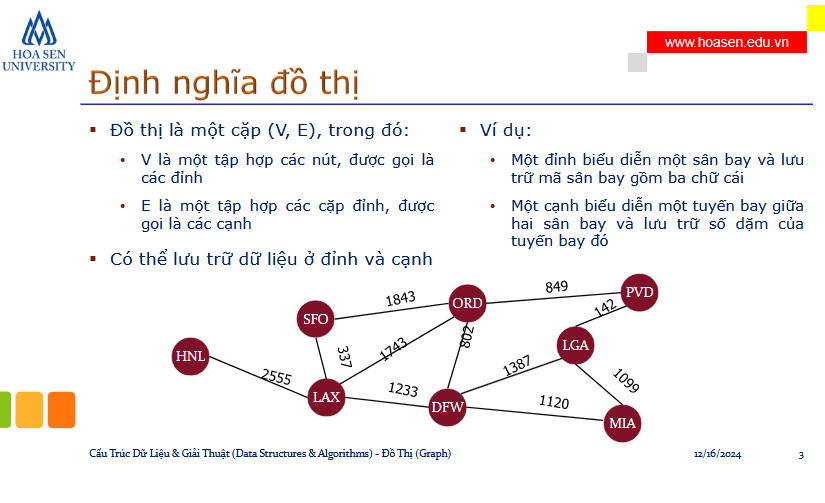 HOA SEN
UNIVERSITY
www.hoasen.edu.vn
Định nghĩa đồ thị
▪ Đồ thị là một cặp (V, E), trong đó:
• V là một tập hợp các nút, được gọi là
các đỉnh
• E là một tập hợp các cặp đỉnh, được
gọi là các cạnh
▪ Có thể lưu trữ dữ liệu ở đỉnh và cạnh
▪ Ví dụ:
• Một đỉnh biểu diễn một sân bay và lưu
trữ mã sân bay gồm ba chữ cái
• Một cạnh biểu diễn một tuyến bay giữa
hai sân bay và lưu trữ số dặm của
tuyến bay đó
849
PVD
1843
ORD
142
SFO
802
LGA
HNL
337
1743
1387
2555
1099
LAX
1233
DFW
1120
MIA
Cấu Trúc Dữ Liệu & Giải Thuật (Data Structures & Algorithms) - Đồ Thị (Graph)
12/16/2024
3